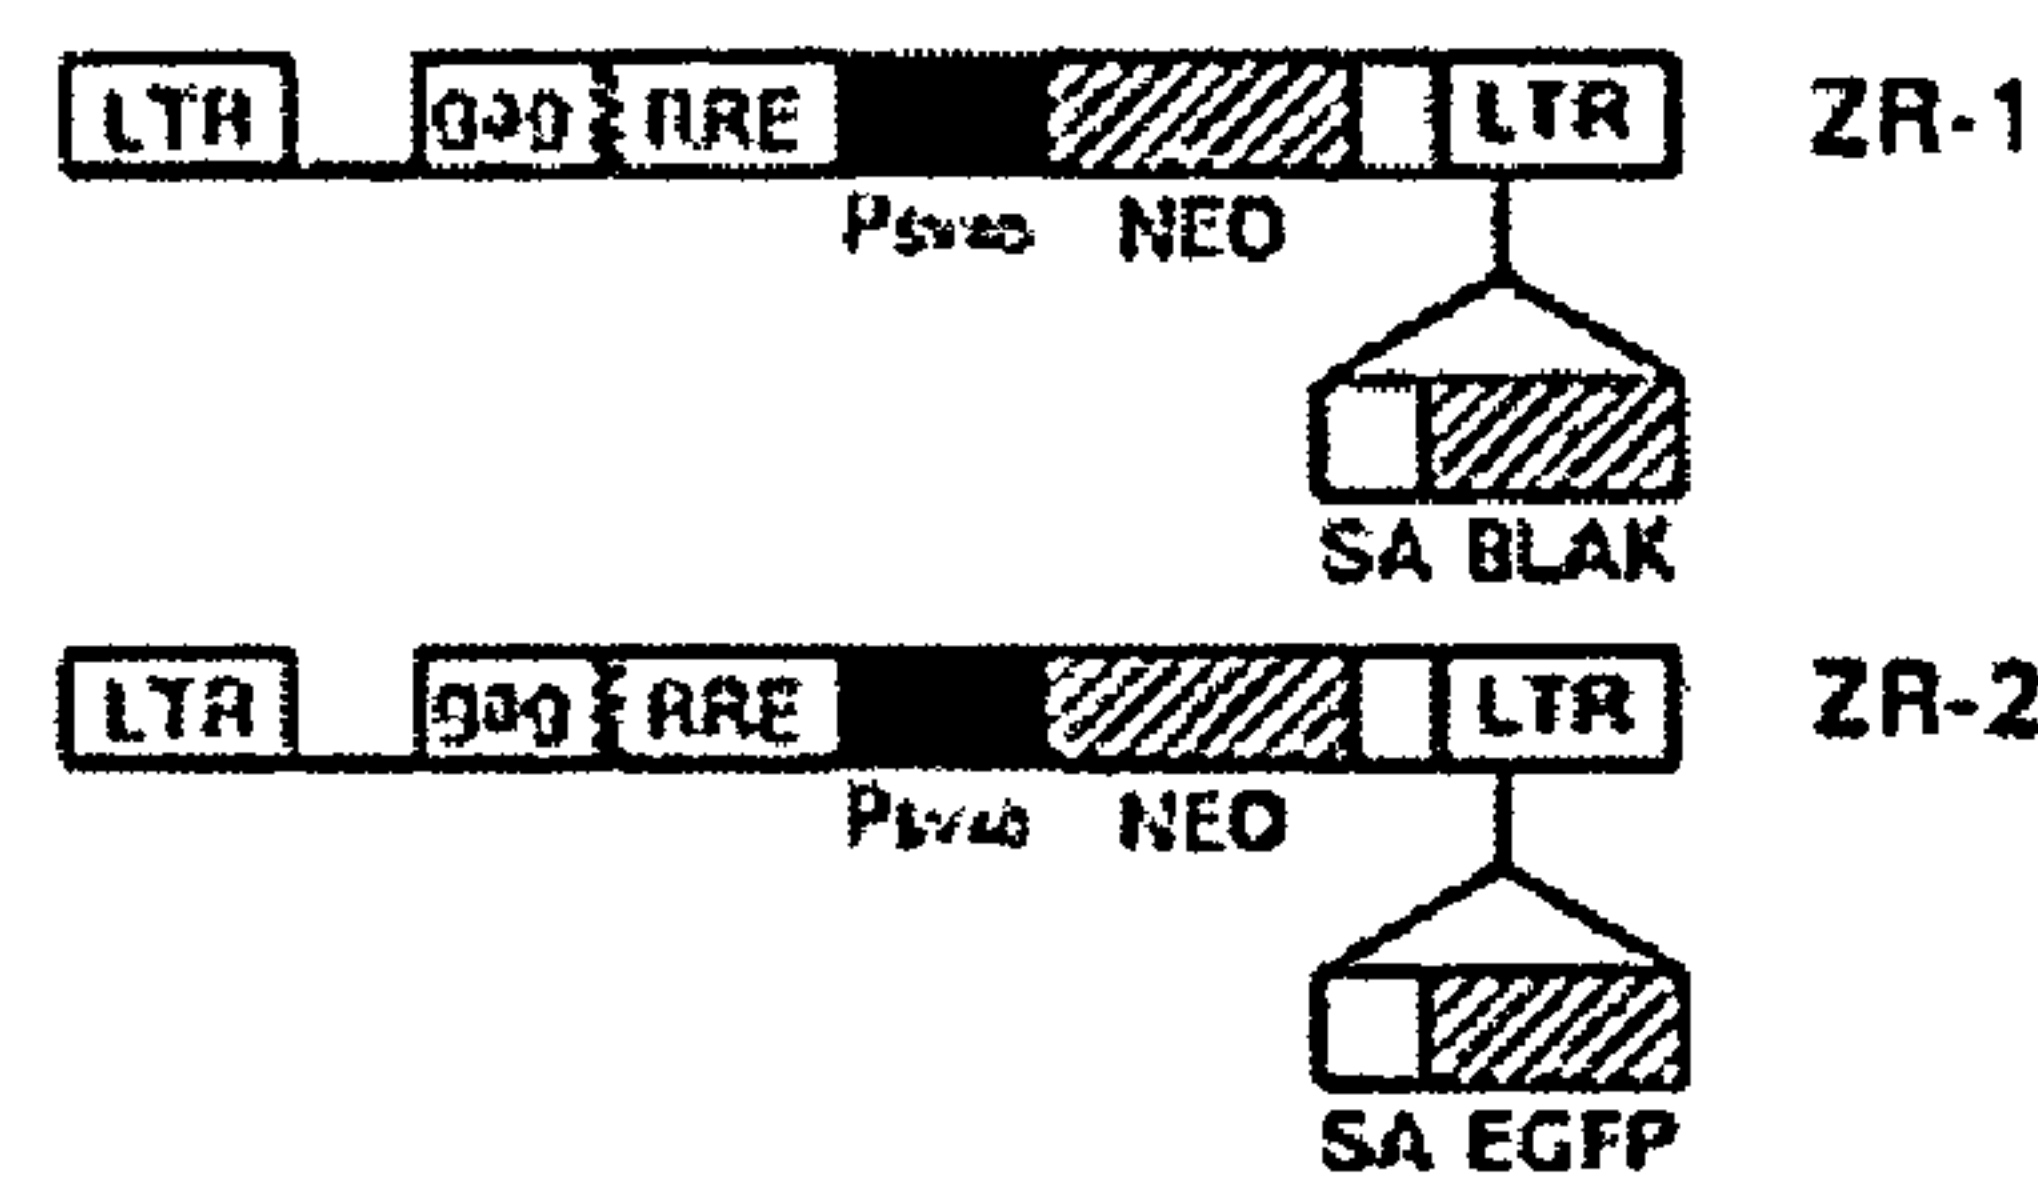 LTR gag RRE LTR ZR-1
PSV40 NEO
SA BLAK
LTR gag RRE LTR ZR-2
PSV40 NEO
SA EGFP